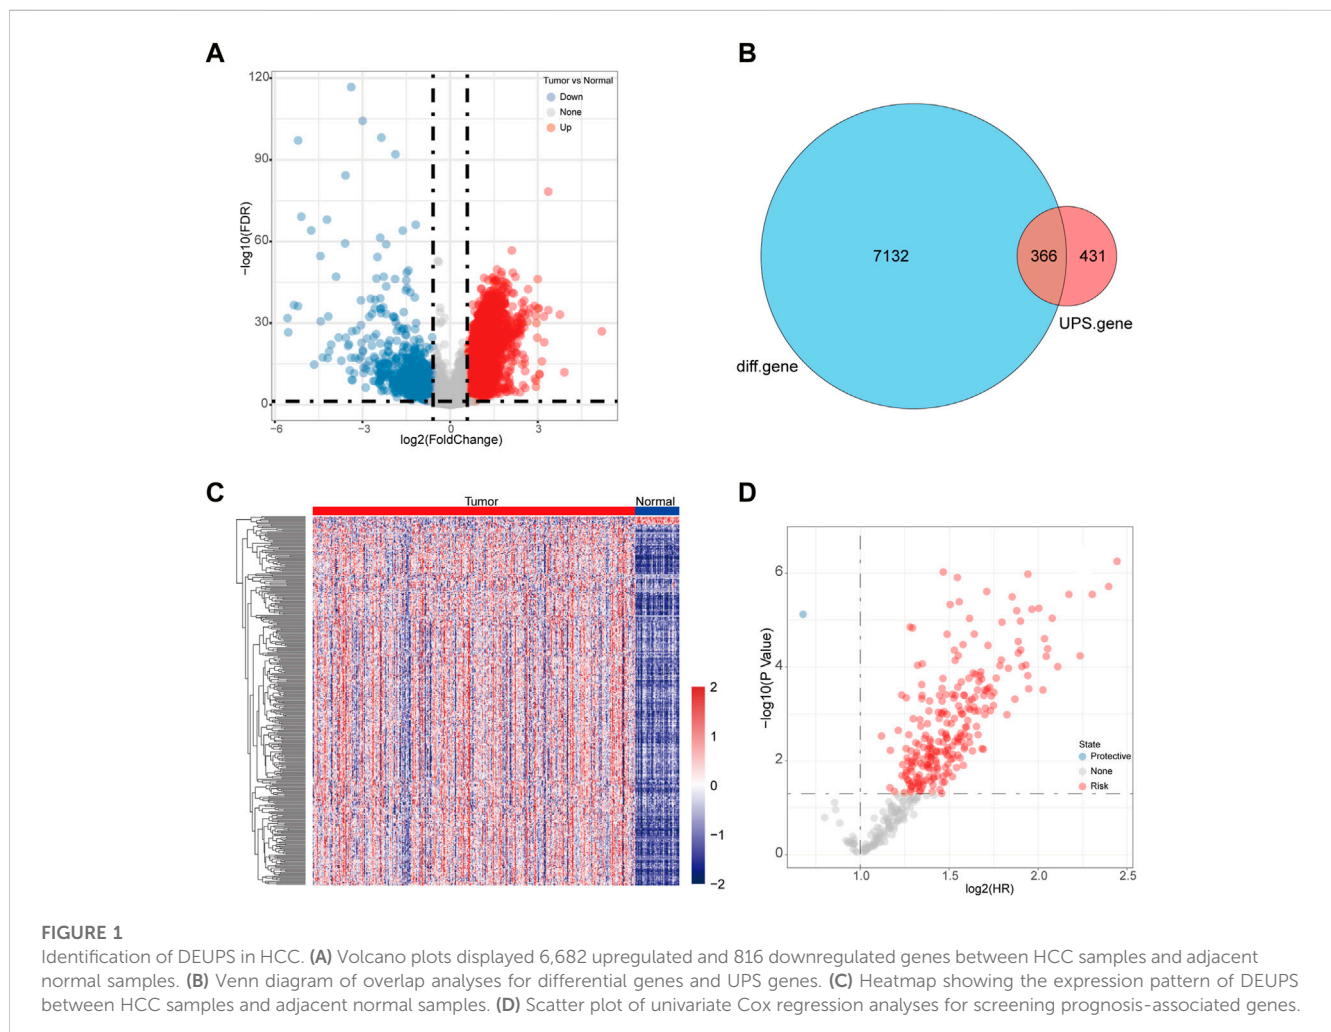 A
120
90
60
30
0
−log10(FDR)
−6
−3
0
3
log2(FoldChange)
Tumor vs Normal
Down
None
Up
B
7132
366
431
UPS.gene
diff.gene
C
Tumor
Normal
2
1
0
−1
−2
D
6
4
2
0
−log10(P Value)
1.0
1.5
2.0
2.5
log2(HR)
State
Protective
None
Risk
FIGURE 1
Identification of DEUPS in HCC. (A) Volcano plots displayed 6,682 upregulated and 816 downregulated genes between HCC samples and adjacent
normal samples. (B) Venn diagram of overlap analyses for differential genes and UPS genes. (C) Heatmap showing the expression pattern of DEUPS
between HCC samples and adjacent normal samples. (D) Scatter plot of univariate Cox regression analyses for screening prognosis-associated genes.